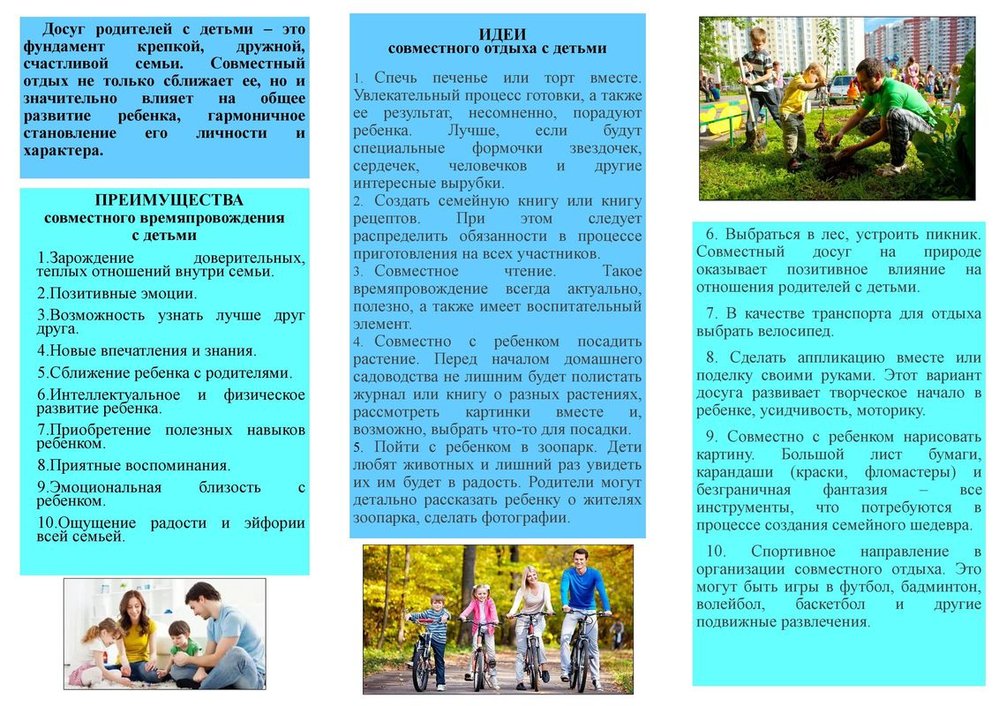 Досуг родителей с детьми – это
фундамент крепкой, дружной,
счастливой семьи. Совместный
отдых не только сближает ее, но и
значительно влияет на общее
развитие ребенка, гармоничное
становление его личности и
характера.
ПРЕИМУЩЕСТВА
совместного времяпровождения
с детьми
1.Зарождение доверительных,
теплых отношений внутри семьи.
2.Позитивные эмоции.
3.Возможность узнать лучше друг
друга.
4.Новые впечатления и знания.
5.Сближение ребенка с родителями.
6.Интеллектуальное и физическое
развитие ребенка.
7.Приобретение полезных навыков
ребенком.
8.Приятные воспоминания.
9.Эмоциональная близость с
ребенком.
10.Ощущение радости и эйфории
всей семьей.
ИДЕИ
совместного отдыха с детьми
1. Спечь печенье или торт вместе.
Увлекательный процесс готовки, а также
ее результат, несомненно, порадуют
ребенка. Лучше, если будут
специальные формочки звездочек,
сердечек, человечков и другие
интересные вырубки.
2. Создать семейную книгу или книгу
рецептов. При этом следует
распределить обязанности в процессе
приготовления на всех участников.
3. Совместное чтение. Такое
времяпровождение всегда актуально,
полезно, а также имеет воспитательный
элемент.
4. Совместно с ребенком посадить
растение. Перед началом домашнего
садоводства не лишним будет полистать
журнал или книгу о разных растениях,
рассмотреть картинки вместе и,
возможно, выбрать что-то для посадки.
5. Пойти с ребенком в зоопарк. Дети
любят животных и лишний раз увидеть
их им будет в радость. Родители могут
детально рассказать ребенку о жителях
зоопарка, сделать фотографии.
6. Выбраться в лес, устроить пикник.
Совместный досуг на природе
оказывает позитивное влияние на
отношения родителей с детьми.
7. В качестве транспорта для отдыха
выбрать велосипед.
8. Сделать аппликацию вместе или
поделку своими руками. Этот вариант
досуга развивает творческое начало в
ребенке, усидчивость, моторику.
9. Совместно с ребенком нарисовать
картину. Большой лист бумаги,
карандаши (краски, фломастеры) и
безграничная фантазия – все
инструменты, что потребуются в
процессе создания семейного шедевра.
10. Спортивное направление в
организации совместного отдыха. Это
могут быть игры в футбол, бадминтон,
волейбол, баскетбол и другие
подвижные развлечения.